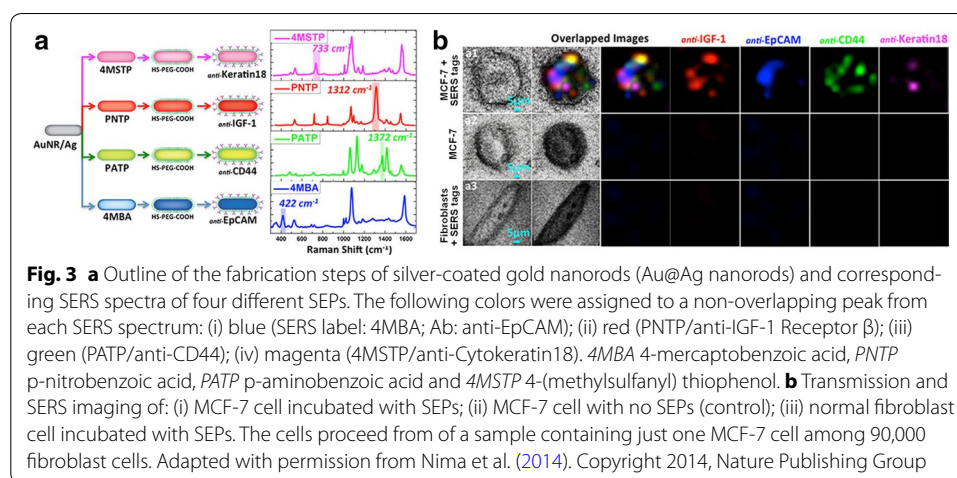 a
4MSTP
HS-PEG-COOH
anti-Keratin18
PNTP
HS-PEG-COOH
anti-IGF-1
AuNR/Ag
PATP
HS-PEG-COOH
anti-CD44
4MBA
HS-PEG-COOH
anti-EpCAM
4MSTP
733 cm⁻¹
PNTP
1312 cm⁻¹
PATP
1372 cm⁻¹
4MBA
422 cm⁻¹
400 600 800 1000 1200 1400 1600
Raman Shift (cm⁻¹)
b
Overlapped Images anti-IGF-1 anti-EpCAM anti-CD44 anti-Keratin18
MCF-7 + SERS tags
a1
5μm
MCF-7
a2
5μm
Fibroblasts + SERS tags
a3
5μm
Fig. 3 a Outline of the fabrication steps of silver-coated gold nanorods (Au@Ag nanorods) and correspond-
ing SERS spectra of four different SEPs. The following colors were assigned to a non-overlapping peak from
each SERS spectrum: (i) blue (SERS label: 4MBA; Ab: anti-EpCAM); (ii) red (PNTP/anti-IGF-1 Receptor β); (iii)
green (PATP/anti-CD44); (iv) magenta (4MSTP/anti-Cytokeratin18). 4MBA 4-mercaptobenzoic acid, PNTP
p-nitrobenzoic acid, PATP p-aminobenzoic acid and 4MSTP 4-(methylsulfanyl) thiophenol. b Transmission and
SERS imaging of: (i) MCF-7 cell incubated with SEPs; (ii) MCF-7 cell with no SEPs (control); (iii) normal fibroblast
cell incubated with SEPs. The cells proceed from of a sample containing just one MCF-7 cell among 90,000
fibroblast cells. Adapted with permission from Nima et al. (2014). Copyright 2014, Nature Publishing Group